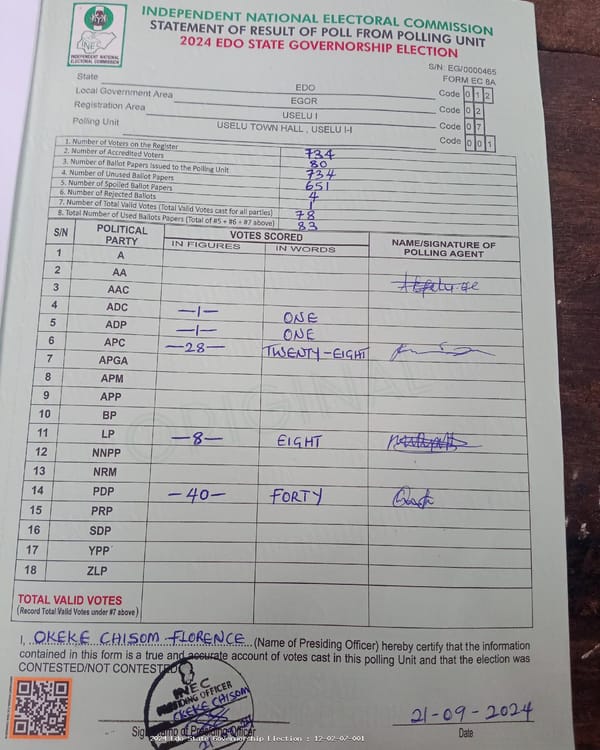 INDEPENDENT NATIONAL ELECTORAL COMMISSION
STATEMENT OF RESULT OF POLL FROM POLLING UNIT
2024 EDO STATE GOVERNORSHIP ELECTION
INEC
INDEPENDENT NATIONAL ELECTORAL COMMISSION
S/N: EG/0000465
FORM EC 8A
State EDO Code 0 1 2
Local Government Area EGOR Code 0 2
Registration Area USELU I Code 0 7
Polling Unit USELU TOWN HALL , USELU I-I Code 0 0 1
1. Number of Voters on the Register 734
2. Number of Accredited Voters 80
3. Number of Ballot Papers Issued to the Polling Unit 734
4. Number of Unused Ballot Papers 651
5. Number of Spoiled Ballot Papers 4
6. Number of Rejected Ballots 1
7. Number of Total Valid Votes (Total Valid Votes cast for all parties) 78
8. Total Number of Used Ballots Papers (Total of #5 + #6 + #7 above) 83
S/N POLITICAL PARTY VOTES SCORED NAME/SIGNATURE OF POLLING AGENT
IN FIGURES IN WORDS
1 A
2 AA
3 AAC
4 ADC -1- ONE
5 ADP -1- ONE
6 APC -28- TWENTY-EIGHT
7 APGA
8 APM
9 APP
10 BP
11 LP -8- EIGHT
12 NNPP
13 NRM
14 PDP -40- FORTY
15 PRP
16 SDP
17 YPP
18 ZLP
ORIGINAL
TOTAL VALID VOTES
(Record Total Valid Votes under #7 above)
I, OKEKE CHISOM FLORENCE (Name of Presiding Officer) hereby certify that the information
contained in this form is a true and accurate account of votes cast in this polling Unit and that the election was
CONTESTED/NOT CONTESTED
INEC
PRESIDING OFFICER
OKEKE CHISOM
21-09-2024
Date
2024 Edo State Governorship Election : 12-02-07-001